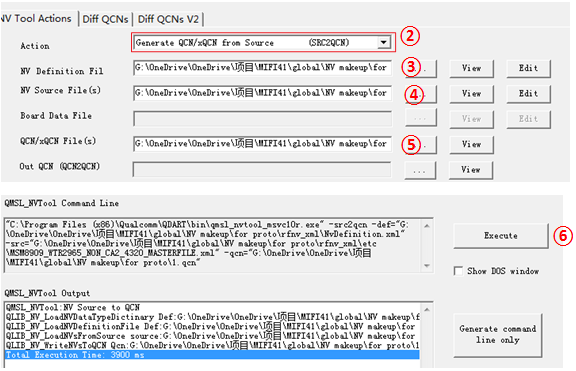 NV Tool Actions Diff QCNs Diff QCNs V2
②
Action Generate QCN/xQCN from Source (SRC2QCN)
NV Definition Fil G:\OneDrive\OneDrive\项目\MIFI41\global\NV makeup\for ③ ... View Edit
NV Source File(s) G:\OneDrive\OneDrive\项目\MIFI41\global\NV makeup\for ④ ... View Edit
Board Data File ... View Edit
QCN/xQCN File(s) G:\OneDrive\OneDrive\项目\MIFI41\global\NV makeup\for ⑤ ... View
Out QCN (QCN2QCN) ... View
QMSL_NVTool Command Line
"C:\Program Files (x86)\Qualcomm\QDART\bin\qmsl_nvtool_msvc10r.exe" -src2qcn -def="G:
\OneDrive\OneDrive\项目\MIFI41\global\NV makeup\for proto\rfnv_xml\NvDefinition.xml"
-src="G:\OneDrive\OneDrive\项目\MIFI41\global\NV makeup\for proto\rfnv_xml\etc
\MSM8909_WTR2965_NON_CA2_4320_MASTERFILE.xml" -qcn="G:\OneDrive\OneDrive\项目
\MIFI41\global\NV makeup\for proto\1.qcn"
Execute ⑥
Show DOS window
QMSL_NVTool Output
QMSL_NVTool:NV Source to QCN
QLIB_NV_LoadNVDataTypeDictinary Def:G:\OneDrive\OneDrive\项目\MIFI41\global\NV makeup\f
QLIB_NV_LoadNVDefinitionFile Def:G:\OneDrive\OneDrive\项目\MIFI41\global\NV makeup\for
QLIB_NV_LoadNVsFromSource source:G:\OneDrive\OneDrive\项目\MIFI41\global\NV makeup\for
QLIB_NV_WriteNVsToQCN Qcn:G:\OneDrive\OneDrive\项目\MIFI41\global\NV makeup\for proto\1
Total Execution Time: 3900 ms
Generate command
line only